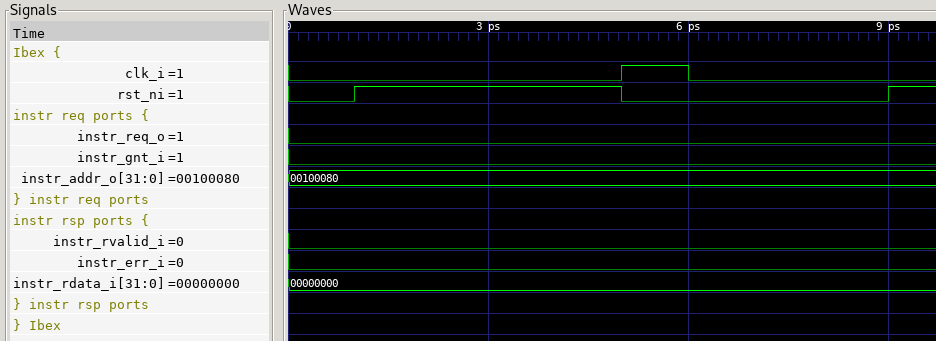 Signals
Time
Ibex {
clk_i=1
rst_ni=1
instr req ports {
instr_req_o=1
instr_gnt_i=1
instr_addr_o[31:0]=00100080
} instr req ports
instr rsp ports {
instr_rvalid_i=0
instr_err_i=0
instr_rdata_i[31:0]=00000000
} instr rsp ports
} Ibex
Waves
0 3 ps 6 ps 9 ps
00100080
00000000